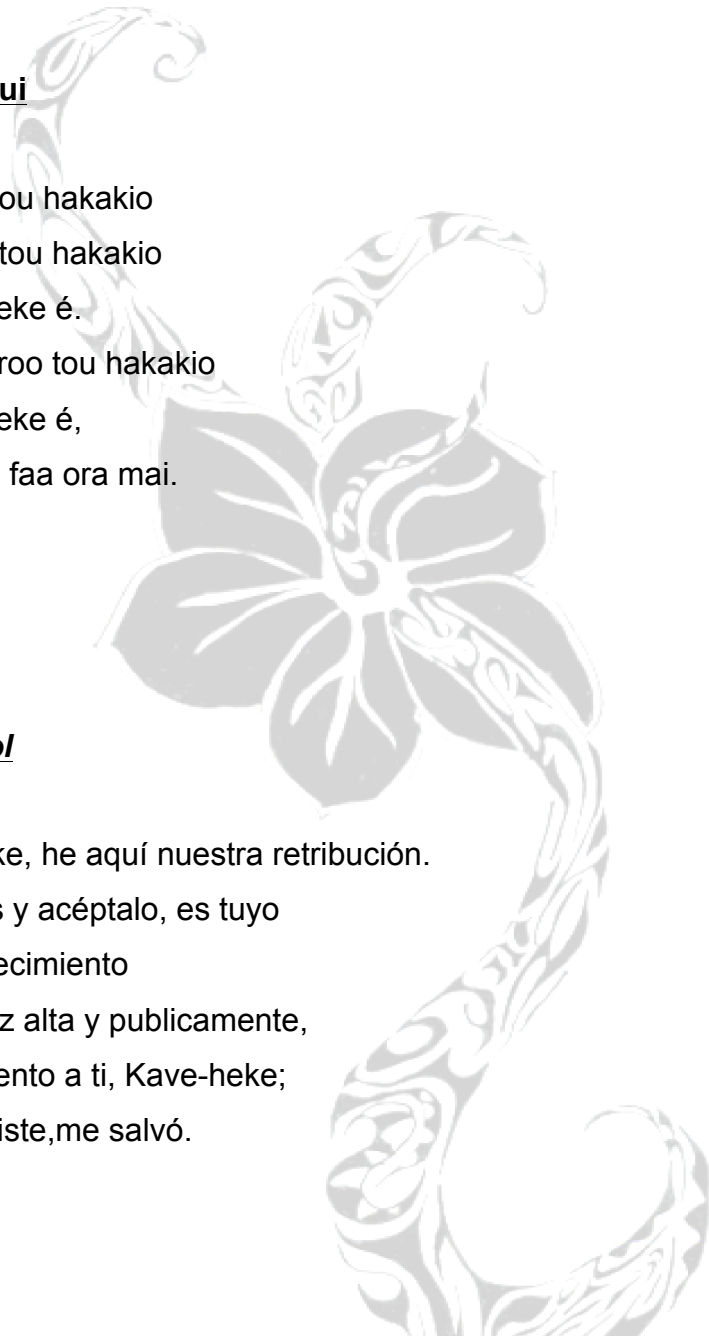 ui
ou hakakio
tou hakakio
eke é.
roo tou hakakio
eke é,
faa ora mai.
ol
ke, he aquí nuestra retribución.
s y acéptalo, es tuyo
ecimiento
z alta y publicamente,
ento a ti, Kave-heke;
iste,me salvó.